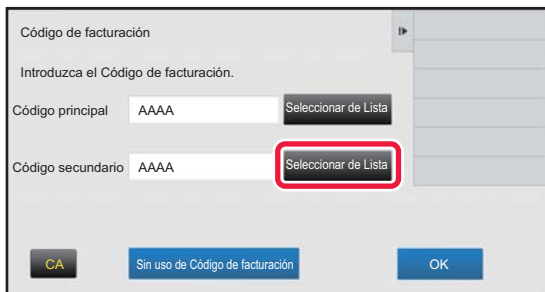 Código de facturación
Introduzca el Código de facturación.
Código principal AAAA Seleccionar de Lista
Código secundario AAAA Seleccionar de Lista
CA Sin uso de Código de facturación OK